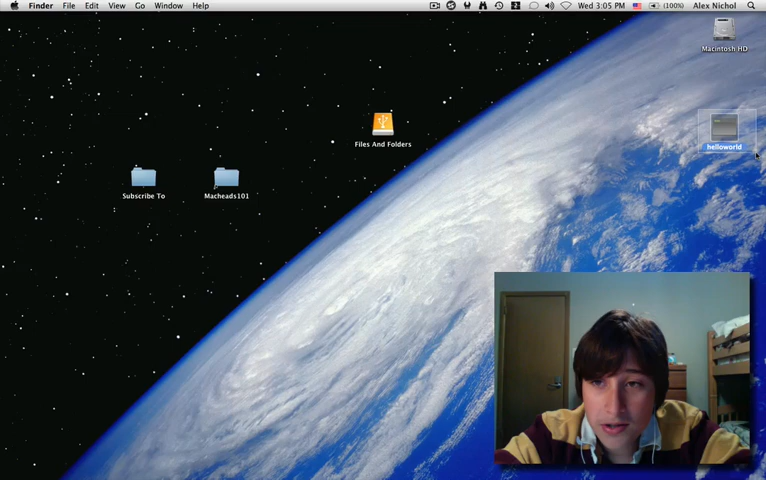 Finder File Edit View Go Window Help
Wed 3:05 PM (100%) Alex Nichol
Macintosh HD
helloworld
Files And Folders
Subscribe To
Macheads101